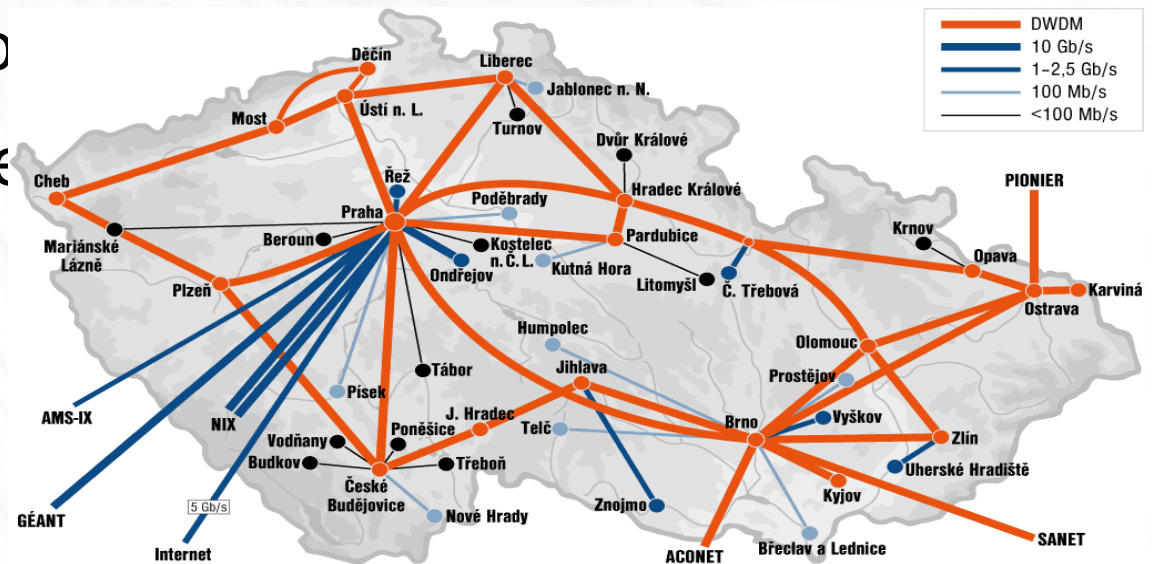 DWDM
10 Gb/s
1–2,5 Gb/s
100 Mb/s
<100 Mb/s
Děčín
Liberec
Jablonec n. N.
Ústí n. L.
Most
Turnov
Dvůr Králové
Cheb
Řež
Hradec Králové
PIONIER
Praha
Poděbrady
Mariánské
Lázně
Beroun
Kostelec
n. Č. L.
Pardubice
Krnov
Opava
Ondřejov
Kutná Hora
Plzeň
Litomyšl
Č. Třebová
Karviná
Ostrava
Humpolec
Olomouc
Jihlava
Tábor
Prostějov
Písek
AMS-IX
NIX
J. Hradec
Poněšice
Telč
Brno
Vyškov
Vodňany
Zlín
Budkov
Třeboň
Uherské Hradiště
České
Budějovice
Kyjov
GÉANT
5 Gb/s
Nové Hrady
Znojmo
Internet
ACONET
Břeclav a Lednice
SANET